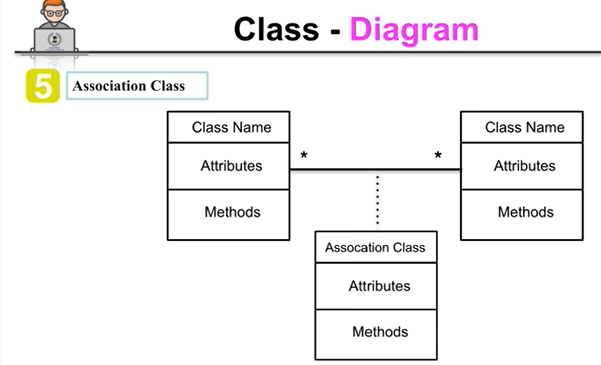 Class - Diagram
5 Association Class
Class Name
Attributes
Methods
* *
Class Name
Attributes
Methods
Assocation Class
Attributes
Methods